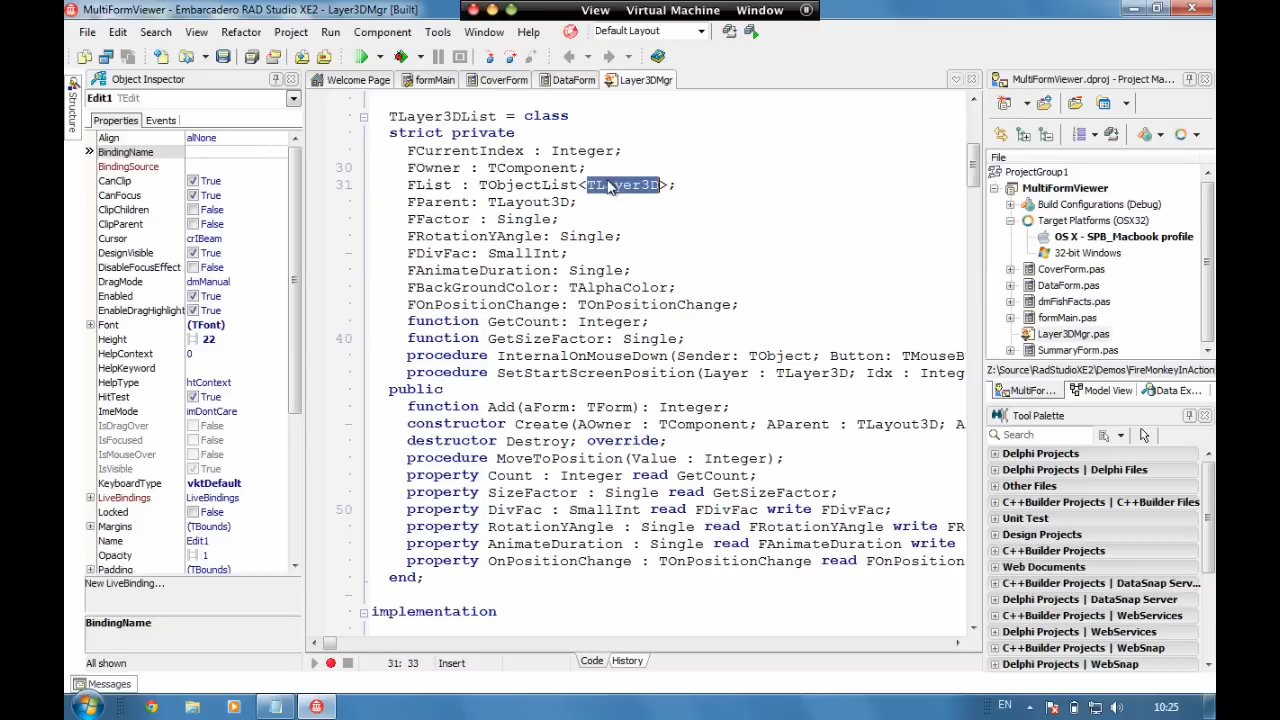 MultiFormViewer - Embarcadero RAD Studio XE2 - Layer3DMgr [Built]
View Virtual Machine Window
File Edit Search View Refactor Project Run Component Tools Window Help
Default Layout
Object Inspector
Edit1 TEdit
Properties Events
Align alNone
BindingName
BindingSource
CanClip True
CanFocus True
ClipChildren False
ClipParent False
Cursor crIBeam
DesignVisible True
DisableFocusEffect False
DragMode dmManual
Enabled True
EnableDragHighlight True
Font (TFont)
Height 22
HelpContext 0
HelpKeyword
HelpType htContext
HitTest True
ImeMode imDontCare
IsDragOver False
IsFocused False
IsMouseOver False
IsVisible True
KeyboardType vktDefault
LiveBindings LiveBindings
Locked False
Margins (TBounds)
Name Edit1
Opacity 1
Padding (TBounds)
New LiveBinding...
BindingName
All shown
Structure
Welcome Page formMain CoverForm DataForm Layer3DMgr
TLayer3DList = class
strict private
FCurrentIndex : Integer;
30 FOwner : TComponent;
31 FList : TObjectList<TLayer3D>;
FParent: TLayout3D;
FFactor : Single;
FRotationYAngle: Single;
FDivFac: SmallInt;
FAnimateDuration: Single;
FBackGroundColor: TAlphaColor;
FOnPositionChange: TOnPositionChange;
function GetCount: Integer;
40 function GetSizeFactor: Single;
procedure InternalOnMouseDown(Sender: TObject; Button: TMouseB
procedure SetStartScreenPosition(Layer : TLayer3D; Idx : Integ
public
function Add(aForm: TForm): Integer;
constructor Create(AOwner : TComponent; AParent : TLayout3D; A
destructor Destroy; override;
procedure MoveToPosition(Value : Integer);
property Count : Integer read GetCount;
property SizeFactor : Single read GetSizeFactor;
50 property DivFac : SmallInt read FDivFac write FDivFac;
property RotationYAngle : Single read FRotationYAngle write FR
property AnimateDuration : Single read FAnimateDuration write
property OnPositionChange : TOnPositionChange read FOnPosition
end;
implementation
31: 33 Insert Code History
MultiFormViewer.dproj - Project Ma...
File
ProjectGroup1
MultiFormViewer
Build Configurations (Debug)
Target Platforms (OSX32)
OS X - SPB_Macbook profile
32-bit Windows
CoverForm.pas
DataForm.pas
dmFishFacts.pas
formMain.pas
Layer3DMgr.pas
SummaryForm.pas
Z:\Source\RadStudioXE2\Demos\FireMonkeyInAction
MultiFor... Model View Data Ex...
Tool Palette
Search
Delphi Projects
Delphi Projects | Delphi Files
Other Files
C++Builder Projects | C++Builder Files
Unit Test
Design Projects
C++Builder Projects
Web Documents
C++Builder Projects | DataSnap Serv...
Delphi Projects | DataSnap Server
C++Builder Projects | WebServices
Delphi Projects | WebServices
C++Builder Projects | WebSnap
Delphi Projects | WebSnap
Messages
EN 10:25